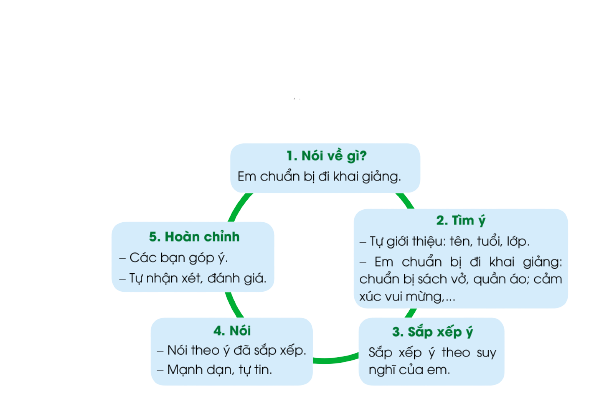 1. Nói về gì?
Em chuẩn bị đi khai giảng.
2. Tìm ý
– Tự giới thiệu: tên, tuổi, lớp.
– Em chuẩn bị đi khai giảng:
chuẩn bị sách vở, quần áo; cảm
xúc vui mừng,...
3. Sắp xếp ý
Sắp xếp ý theo suy
nghĩ của em.
4. Nói
– Nói theo ý đã sắp xếp.
– Mạnh dạn, tự tin.
5. Hoàn chỉnh
– Các bạn góp ý.
– Tự nhận xét, đánh giá.